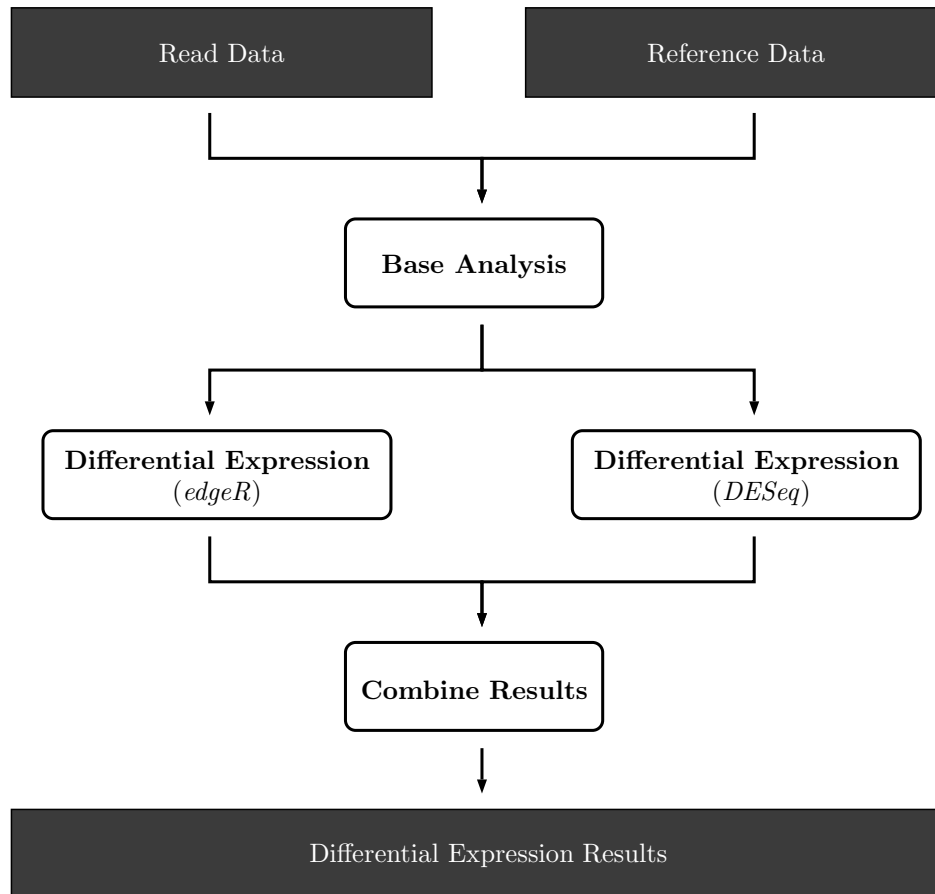 Read Data
Reference Data
Base Analysis
Differential Expression
(edgeR)
Differential Expression
(DESeq)
Combine Results
Differential Expression Results